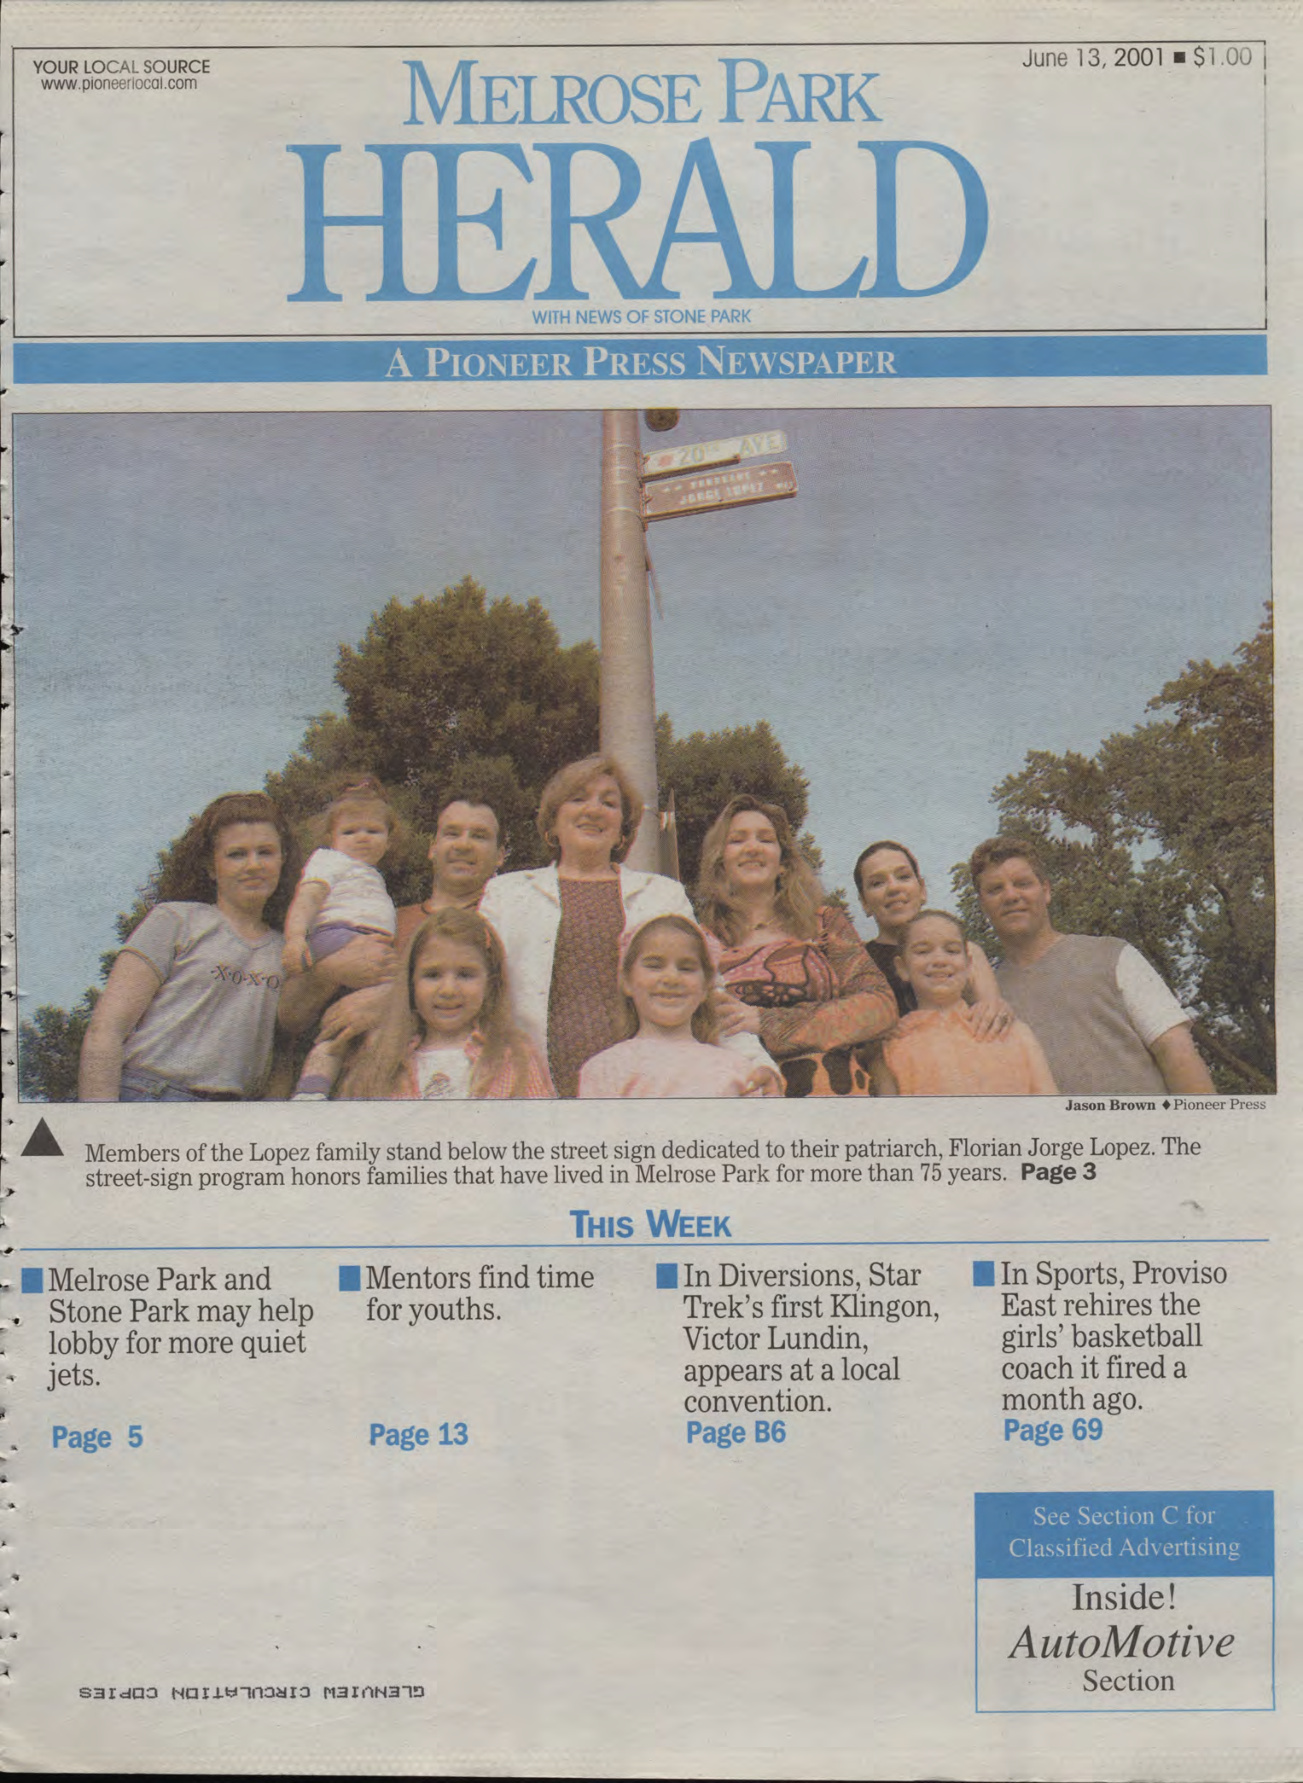 YOUR LOCAL SOURCE
www.pioneerlocal.com
June 13, 2001 ■ $1.00
MELROSE PARK
HERALD
WITH NEWS OF STONE PARK
A PIONEER PRESS NEWSPAPER
20TH AVE
JORGE LOPEZ
-X-O-X-O
Jason Brown ♦ Pioneer Press
Members of the Lopez family stand below the street sign dedicated to their patriarch, Florian Jorge Lopez. The
street-sign program honors families that have lived in Melrose Park for more than 75 years. Page 3
THIS WEEK
■ Melrose Park and
Stone Park may help
lobby for more quiet
jets.
Page 5
■ Mentors find time
for youths.
Page 13
■ In Diversions, Star
Trek's first Klingon,
Victor Lundin,
appears at a local
convention.
Page B6
■ In Sports, Proviso
East rehires the
girls' basketball
coach it fired a
month ago.
Page 69
See Section C for
Classified Advertising
Inside!
AutoMotive
Section
GLENVIEW CIRCULATION COPIES